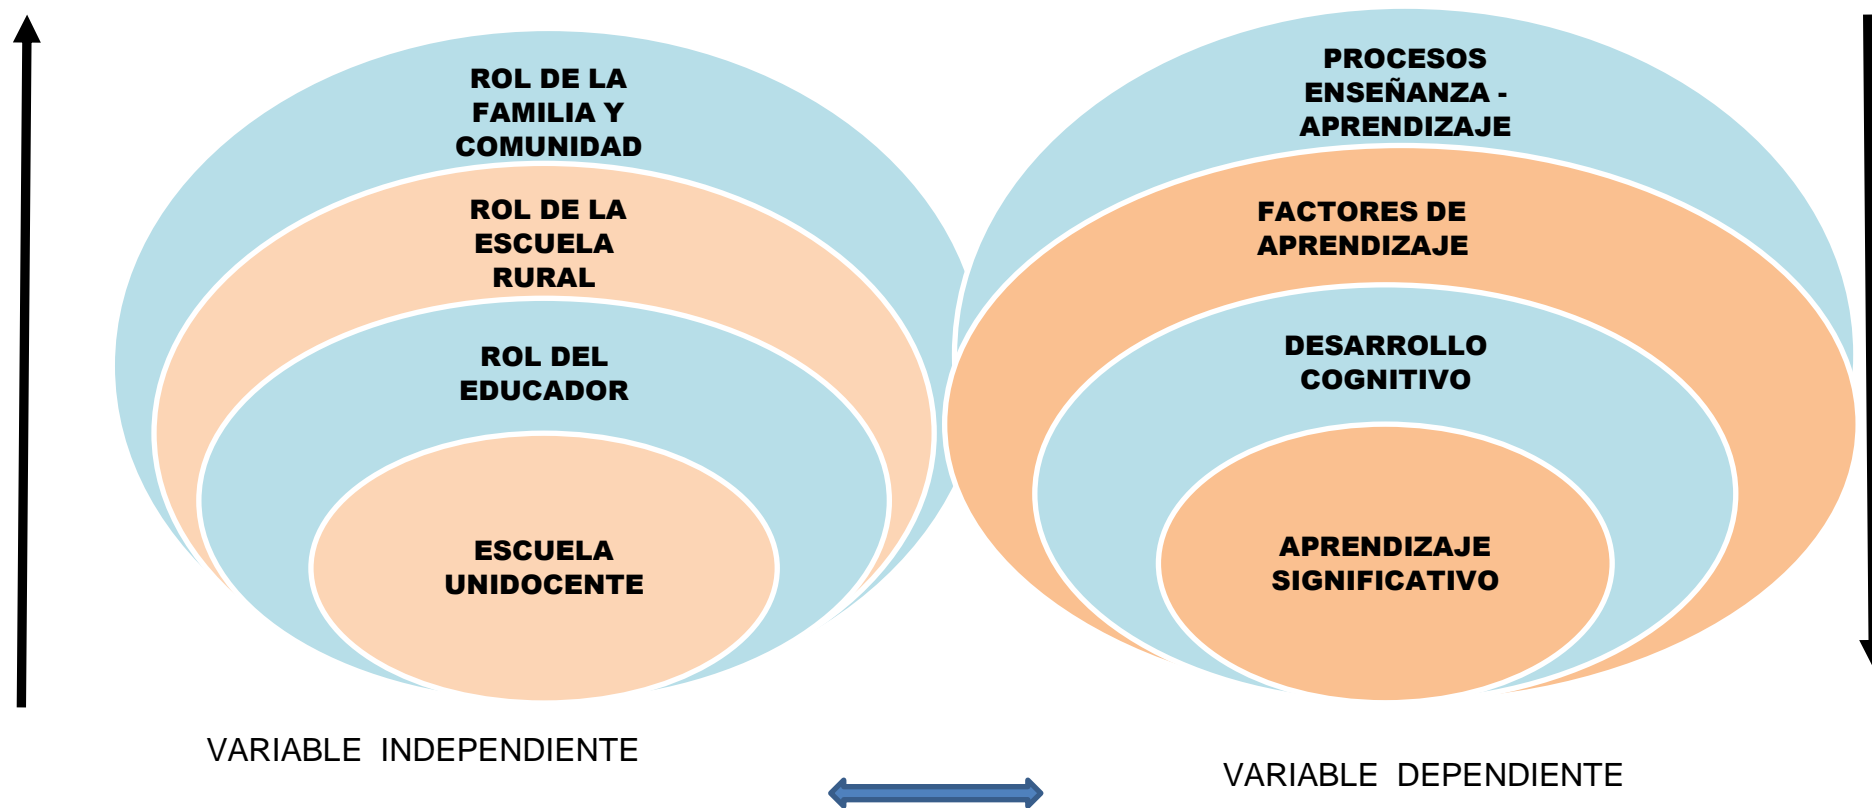 ROL DE LA
FAMILIA Y
COMUNIDAD
ROL DE LA
ESCUELA
RURAL
ROL DEL
EDUCADOR
ESCUELA
UNIDOCENTE
VARIABLE INDEPENDIENTE
PROCESOS
ENSEÑANZA -
APRENDIZAJE
FACTORES DE
APRENDIZAJE
DESARROLLO
COGNITIVO
APRENDIZAJE
SIGNIFICATIVO
VARIABLE DEPENDIENTE